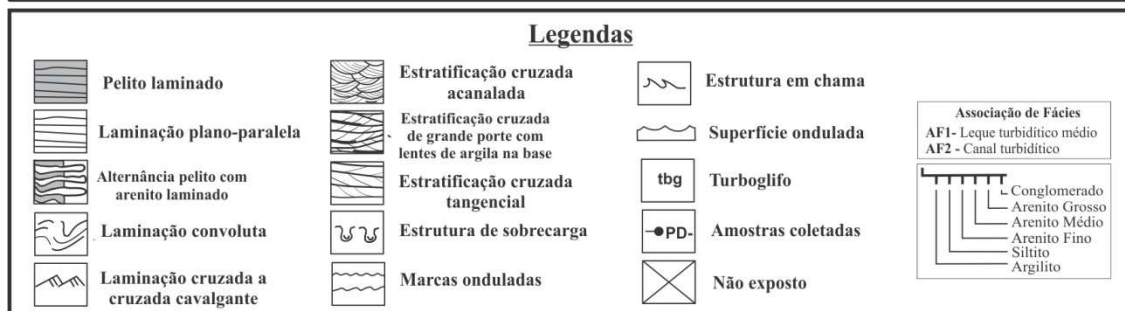 Legendas
Pelito laminado
Laminação plano-paralela
Alternância pelito com
arenito laminado
Laminação convoluta
Laminação cruzada a
cruzada cavalgante
Estratificação cruzada
acanalada
Estratificação cruzada
de grande porte com
lentes de argila na base
Estratificação cruzada
tangencial
Estrutura de sobrecarga
Marcas onduladas
Estrutura em chama
Superfície ondulada
tbg Turboglifo
PD- Amostras coletadas
Não exposto
Associação de Fácies
AF1- Leque turbidítico médio
AF2 - Canal turbidítico
Conglomerado
Arenito Grosso
Arenito Médio
Arenito Fino
Siltito
Argilito